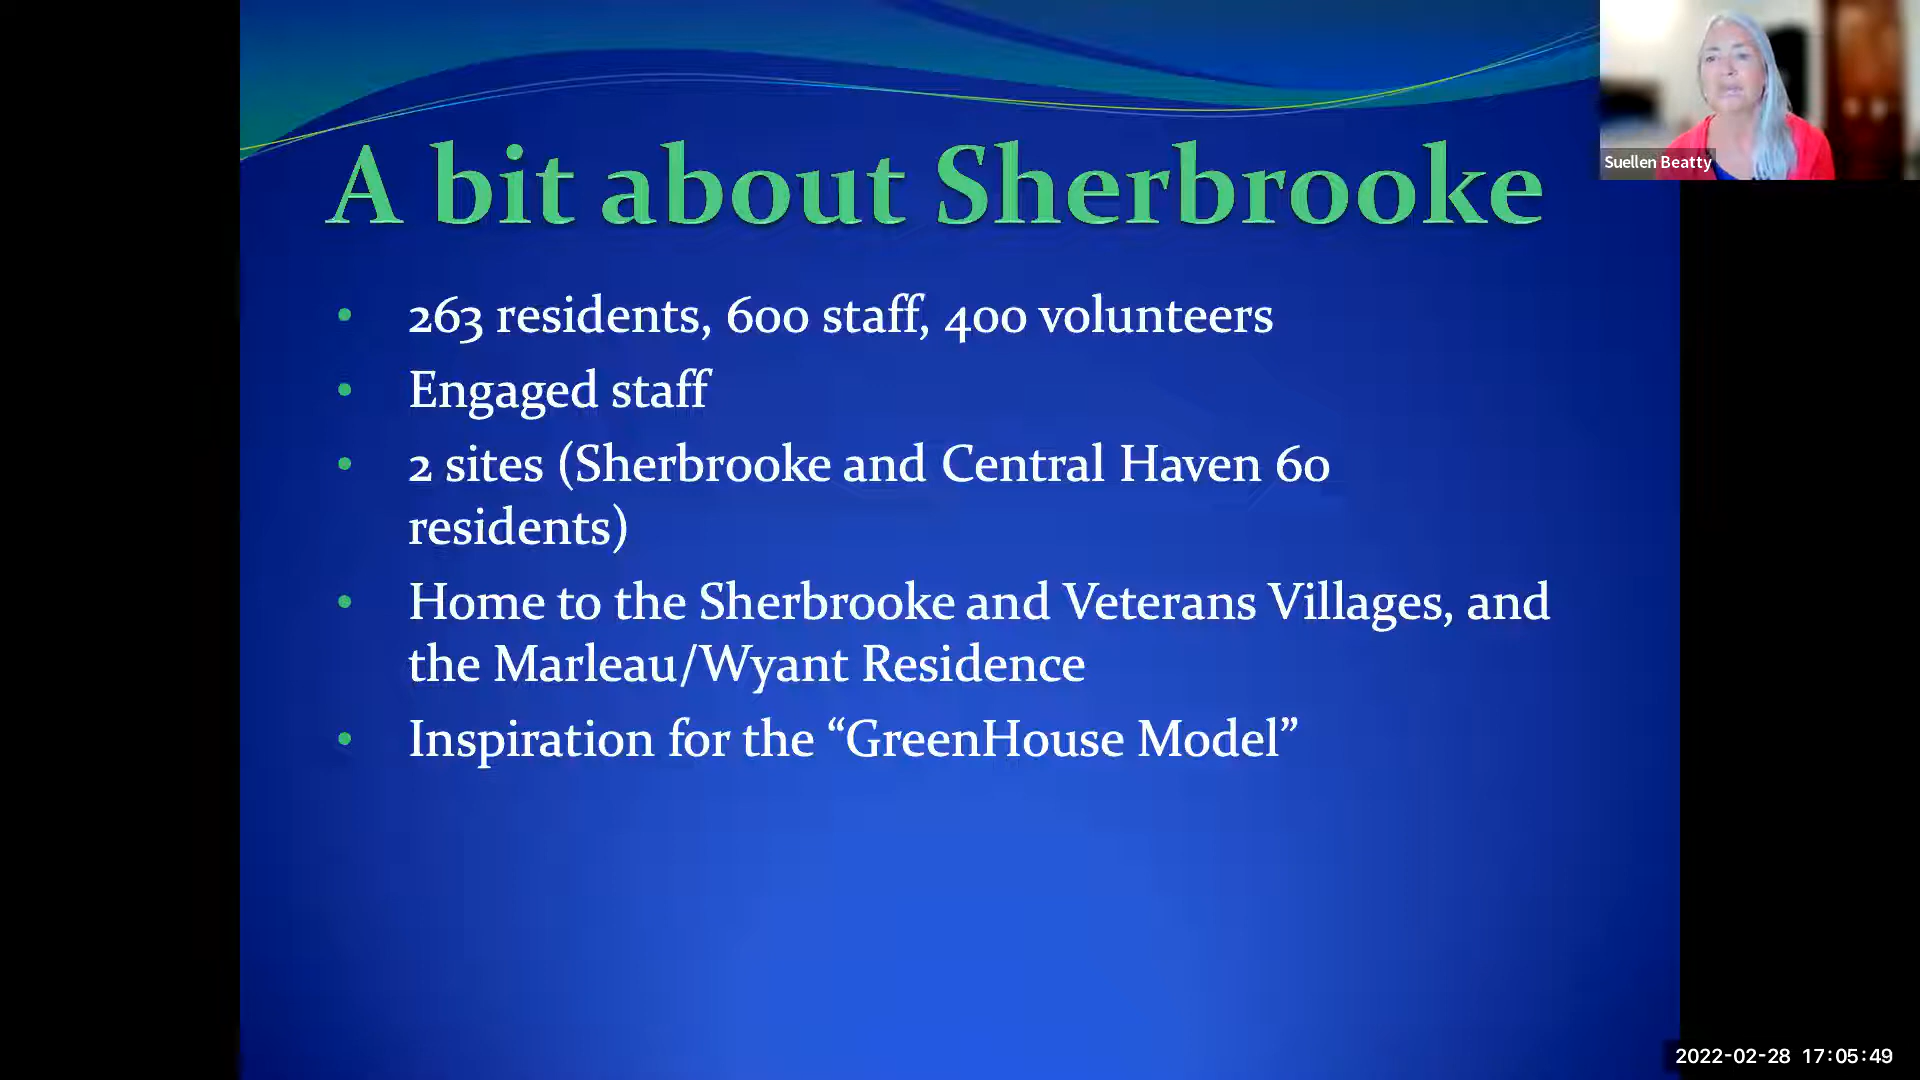 A bit about Sherbrooke
Suellen Beatty
• 263 residents, 600 staff, 400 volunteers
• Engaged staff
• 2 sites (Sherbrooke and Central Haven 60
residents)
• Home to the Sherbrooke and Veterans Villages, and
the Marleau/Wyant Residence
• Inspiration for the “GreenHouse Model”
2022-02-28 17:05:49